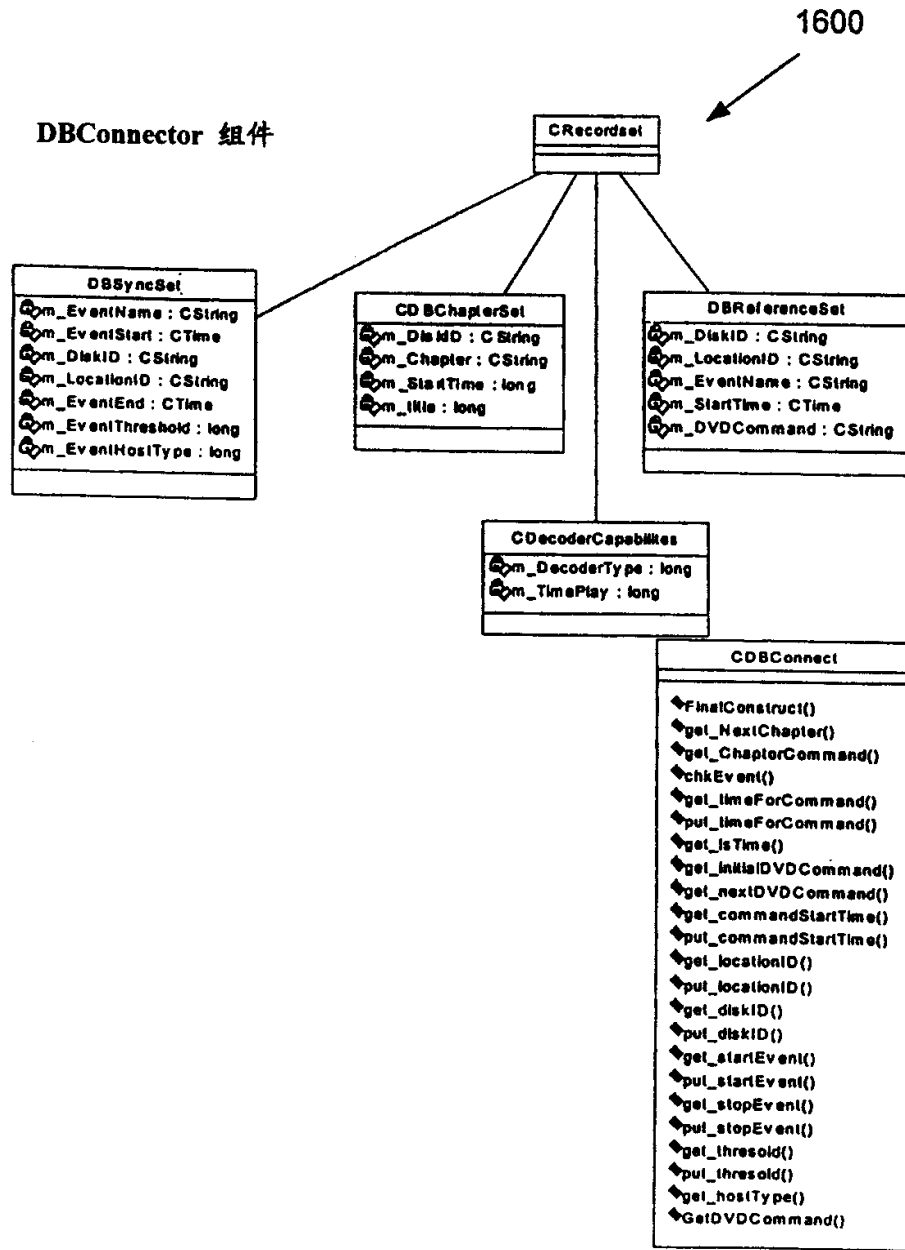 1600
DBConnector 组件
CRecordset
DBSyncSet
m_EventName : CString
m_EventStart : CTime
m_DiskID : CString
m_LocationID : CString
m_EventEnd : CTime
m_EventThreshold : long
m_EventHostType : long
CDBChapterSet
m_DiskID : CString
m_Chapter : CString
m_StartTime : long
m_title : long
DBReferenceSet
m_DiskID : CString
m_LocationID : CString
m_EventName : CString
m_StartTime : CTime
m_DVDCommand : CString
CDecoderCapabilites
m_DecoderType : long
m_TimePlay : long
CDBConnect
FinalConstruct()
get_NextChapter()
get_ChapterCommand()
chkEvent()
get_timeForCommand()
put_timeForCommand()
get_isTime()
get_initialDVDCommand()
get_nextDVDCommand()
get_commandStartTime()
put_commandStartTime()
get_locationID()
put_locationID()
get_diskID()
put_diskID()
get_startEvent()
put_startEvent()
get_stopEvent()
put_stopEvent()
get_thresold()
put_thresold()
get_hostType()
GetDVDCommand()